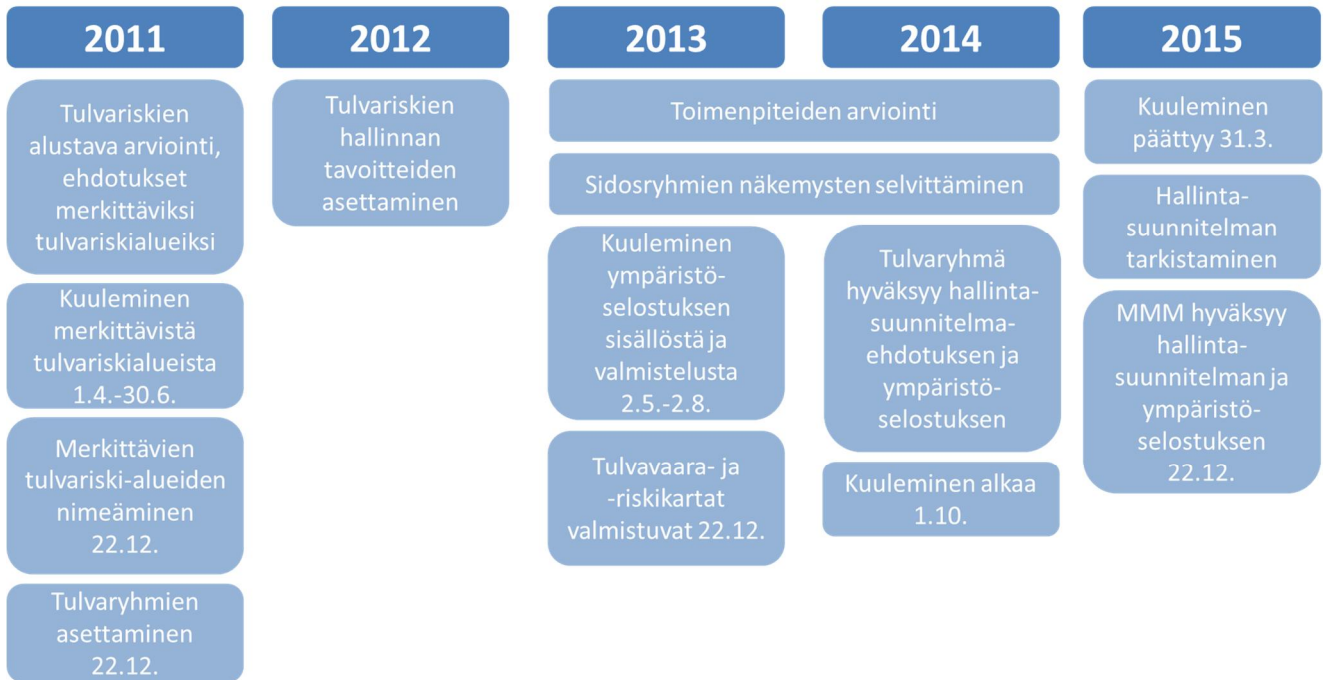 2011
Tulvariskien
alustava arviointi,
ehdotukset
merkittäviksi
tulvariskialueiksi
Kuuleminen
merkittävistä
tulvariskialueista
1.4.-30.6.
Merkittävien
tulvariski-alueiden
nimeäminen
22.12.
Tulvaryhmien
asettaminen
22.12.
2012
Tulvariskien
hallinnan
tavoitteiden
asettaminen
2013
2014
Toimenpiteiden arviointi
Sidosryhmien näkemysten selvittäminen
Kuuleminen
ympäristö-
selostuksen
sisällöstä ja
valmistelusta
2.5.-2.8.
Tulvavaara- ja
-riskikartat
valmistuvat 22.12.
Tulvaryhmä
hyväksyy hallinta-
suunnitelma-
ehdotuksen ja
ympäristö-
selostuksen
Kuuleminen alkaa
1.10.
2015
Kuuleminen
päättyy 31.3.
Hallinta-
suunnitelman
tarkistaminen
MMM hyväksyy
hallinta-
suunnitelman ja
ympäristö-
selostuksen
22.12.